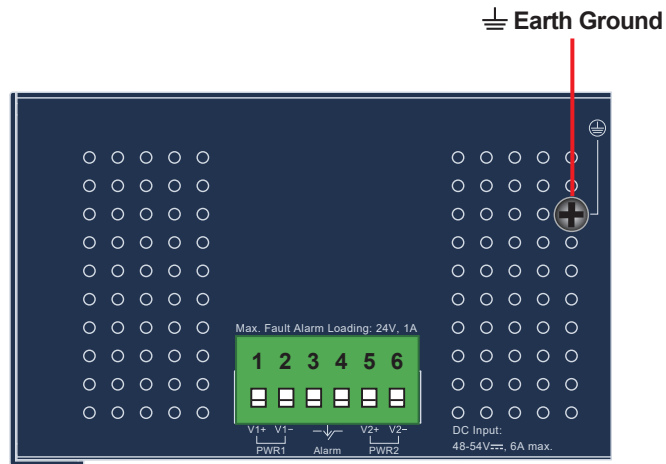 Earth Ground
Max. Fault Alarm Loading: 24V, 1A
1 2 3 4 5 6
V1+ V1− V2+ V2−
PWR1 Alarm PWR2
DC Input:
48-54V⎓, 6A max.